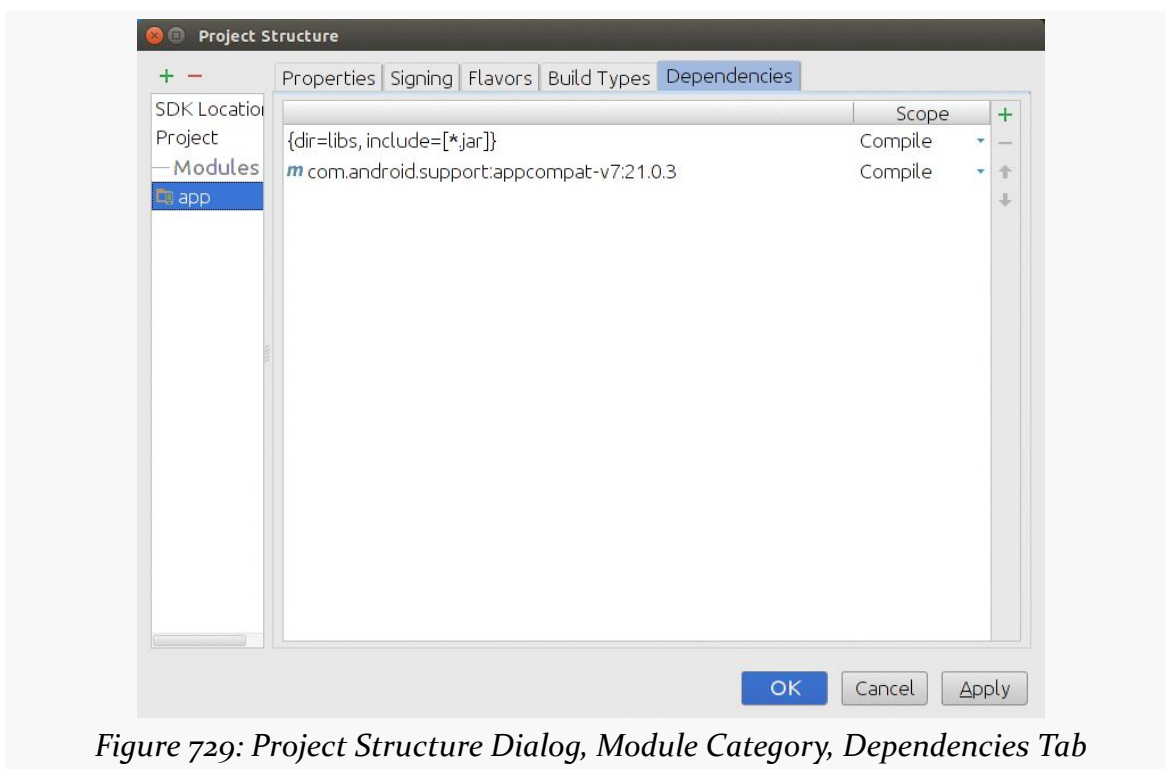 Project Structure
Properties Signing Flavors Build Types Dependencies
SDK Location
Project
Modules
app
Scope
{dir=libs, include=[*.jar]} Compile
m com.android.support:appcompat-v7:21.0.3 Compile
OK Cancel Apply
Figure 729: Project Structure Dialog, Module Category, Dependencies Tab